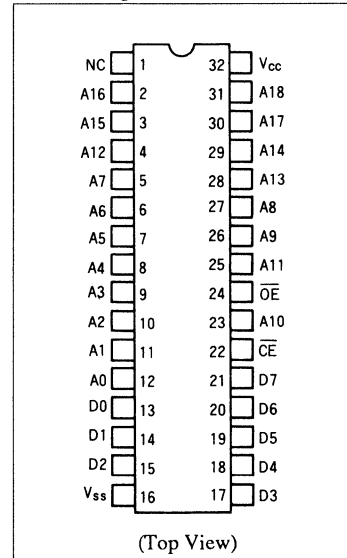 NC 1 32 Vcc
A16 2 31 A18
A15 3 30 A17
A12 4 29 A14
A7 5 28 A13
A6 6 27 A8
A5 7 26 A9
A4 8 25 A11
A3 9 24 OE
A2 10 23 A10
A1 11 22 CE
A0 12 21 D7
D0 13 20 D6
D1 14 19 D5
D2 15 18 D4
Vss 16 17 D3
(Top View)